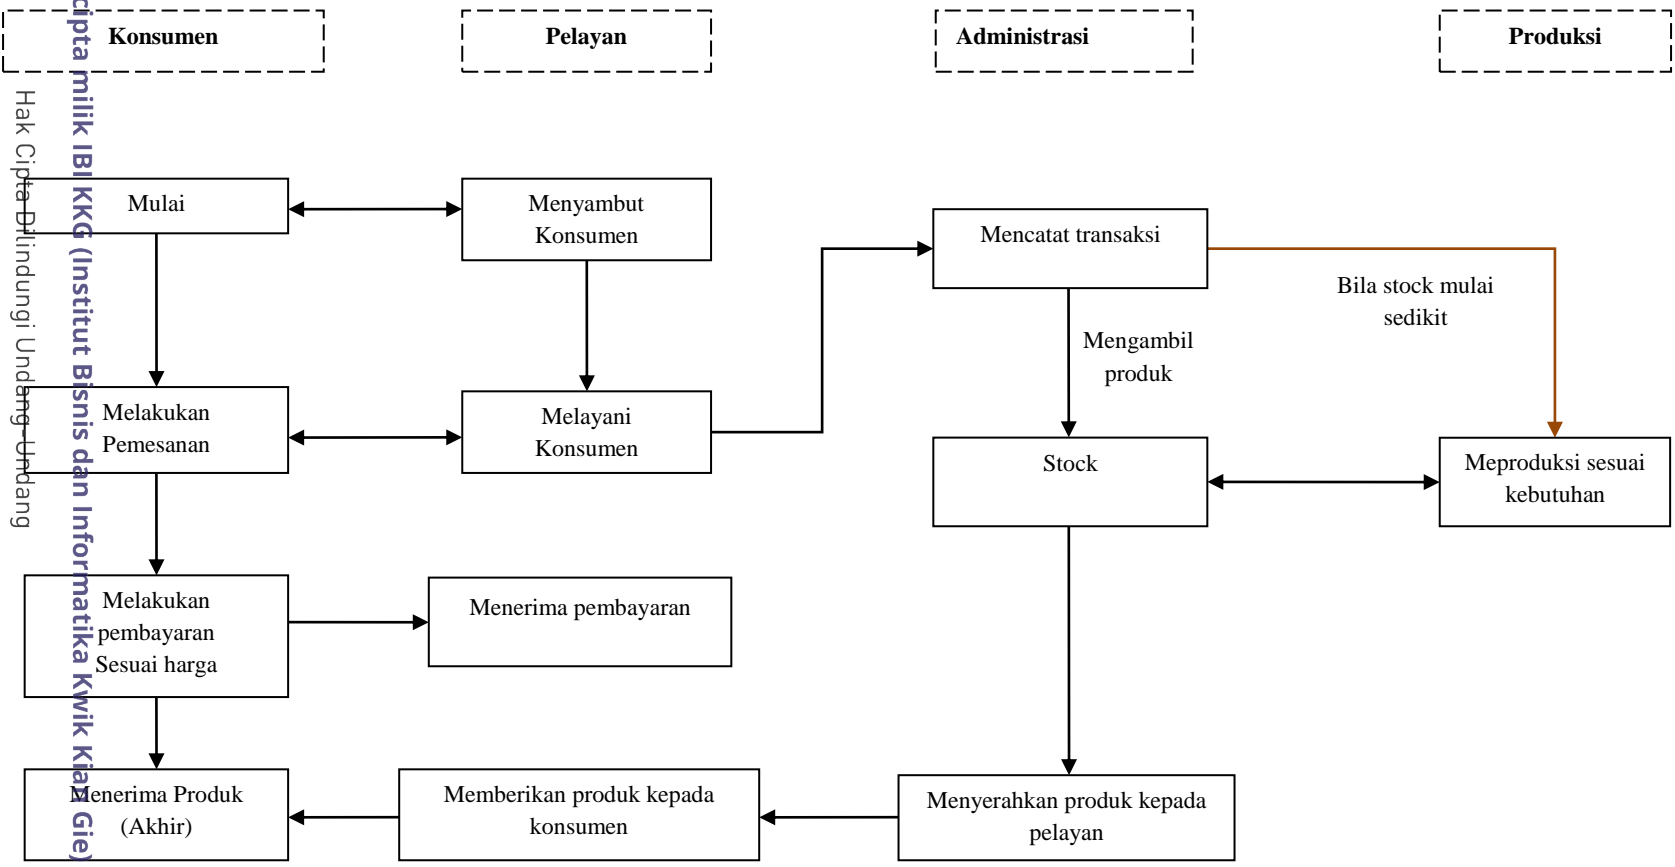 Konsumen
Pelayan
Administrasi
Produksi
cipta milik IBI KKG (Institut Bisnis dan Informatika Kwik Kian Gie)
Hak Cipta Dilindungi Undang-Undang
Mulai
Menyambut
Konsumen
Mencatat transaksi
Bila stock mulai
sedikit
Mengambil
produk
Melakukan
Pemesanan
Melayani
Konsumen
Stock
Meproduksi sesuai
kebutuhan
Melakukan
pembayaran
Sesuai harga
Menerima pembayaran
Menerima Produk
(Akhir)
Memberikan produk kepada
konsumen
Menyerahkan produk kepada
pelayan